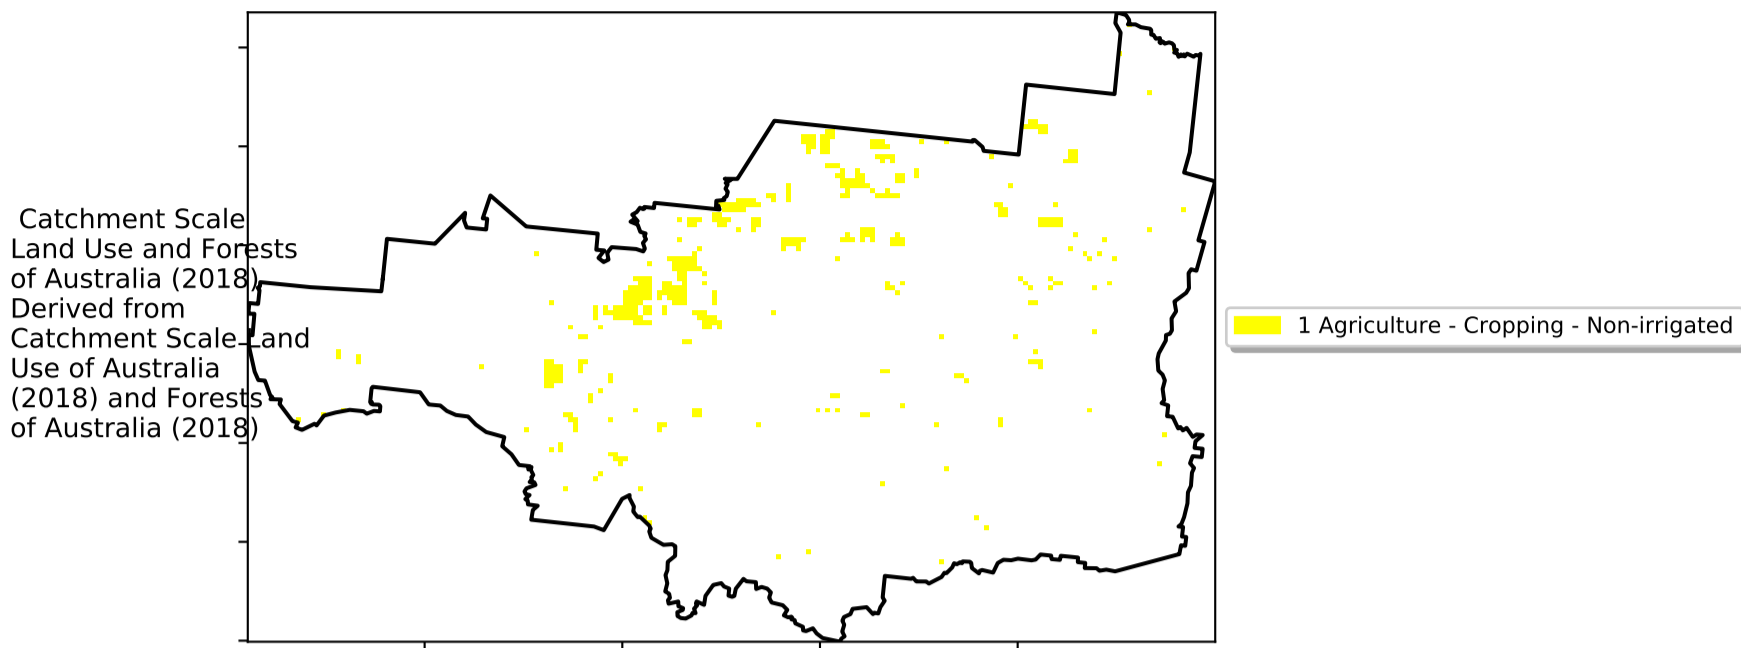 Catchment Scale
Land Use and Forests
of Australia (2018)
Derived from
Catchment Scale Land
Use of Australia
(2018) and Forests
of Australia (2018)
1 Agriculture - Cropping - Non-irrigated